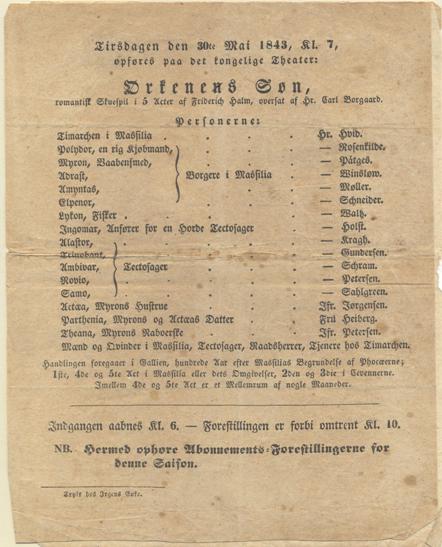 Tirsdagen den 30te Mai 1843, Kl. 7,
opføres paa det kongelige Theater:
Ørkenens Søn,
romantisk Skuespil i 5 Acter af Friderich Halm, oversat af Hr. Carl Borgaard.
Personerne:
Timarchen i Massilia . . . . Hr. Hvid.
Polydor, en rig Kjøbmand, — Rosenkilde.
Myron, Vaabensmed, — Pätges.
Adrast, Borgere i Massilia — Winsløw.
Amyntas, — Møller.
Elpenor, — Schneider.
Lykon, Fisker — Waltz.
Ingomar, Anfører for en Horde Tectosager — Holst.
Alastor, — Kragh.
Trinobant, — Gundersen.
Ambivar, Tectosager — Schram.
Novio, — Petersen.
Samo, — Sahlgreen.
Actæa, Myrons Hustrue Jfr. Jørgensen.
Parthenia, Myrons og Actæas Datter Fru Heiberg.
Theana, Myrons Naboerske Jfr. Petersen.
Mænd og Qvinder i Massilia, Tectosager, Raadsherrer, Tjenere hos Timarchen.
Handlingen foregaaer i Gallien, hundrede Aar efter Massilias Begrundelse af Phocæerne;
1ste, 4de og 5te Act i Massilia eller dets Omgivelser, 2den og 3die i Cevennerne.
Imellem 4de og 5te Act er et Mellemrum af nogle Maaneder.
Indgangen aabnes Kl. 6. — Forestillingen er forbi omtrent Kl. 10.
NB. Hermed ophøre Abonnements-Forestillingerne for
denne Saison.
Trykt hos Jrgens Enke.